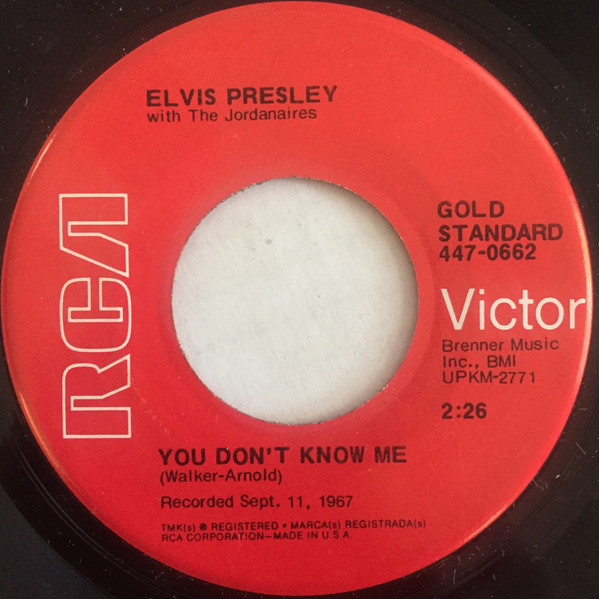 ELVIS PRESLEY
with The Jordanaires
RCA
GOLD
STANDARD
447-0662
Victor
Brenner Music
Inc., BMI
UPKM-2771
2:26
YOU DON'T KNOW ME
(Walker-Arnold)
Recorded Sept. 11, 1967
TMK(s) ® REGISTERED • MARCA(s) REGISTRADA(s)
RCA CORPORATION—MADE IN U.S.A.